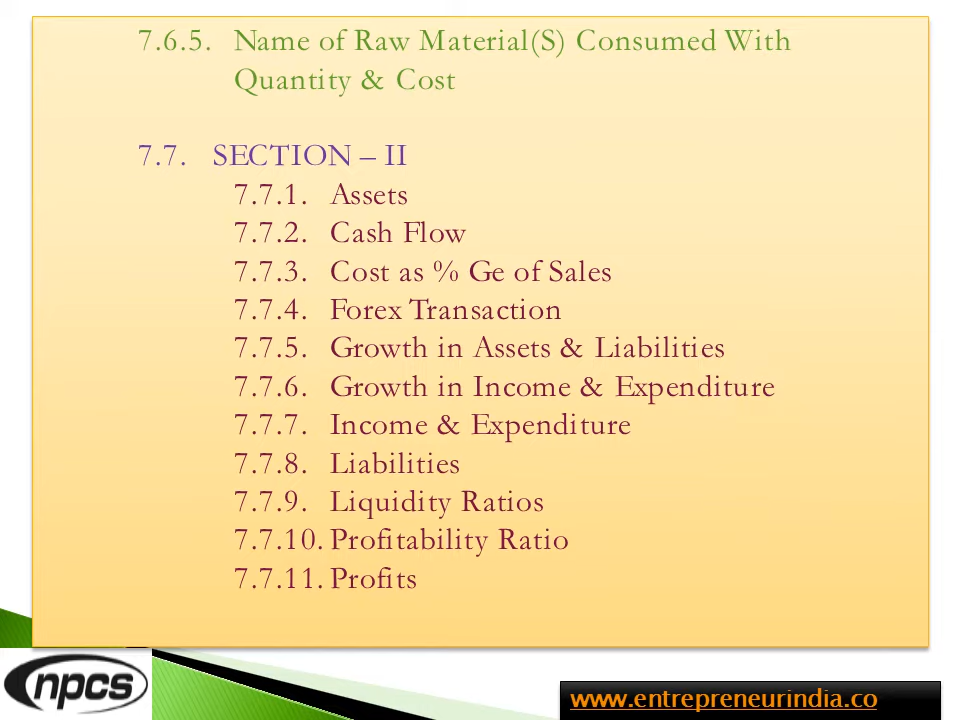 7.6.5. Name of Raw Material(S) Consumed With
Quantity & Cost
7.7. SECTION – II
7.7.1. Assets
7.7.2. Cash Flow
7.7.3. Cost as % Ge of Sales
7.7.4. Forex Transaction
7.7.5. Growth in Assets & Liabilities
7.7.6. Growth in Income & Expenditure
7.7.7. Income & Expenditure
7.7.8. Liabilities
7.7.9. Liquidity Ratios
7.7.10. Profitability Ratio
7.7.11. Profits
npcs
www.entrepreneurindia.co